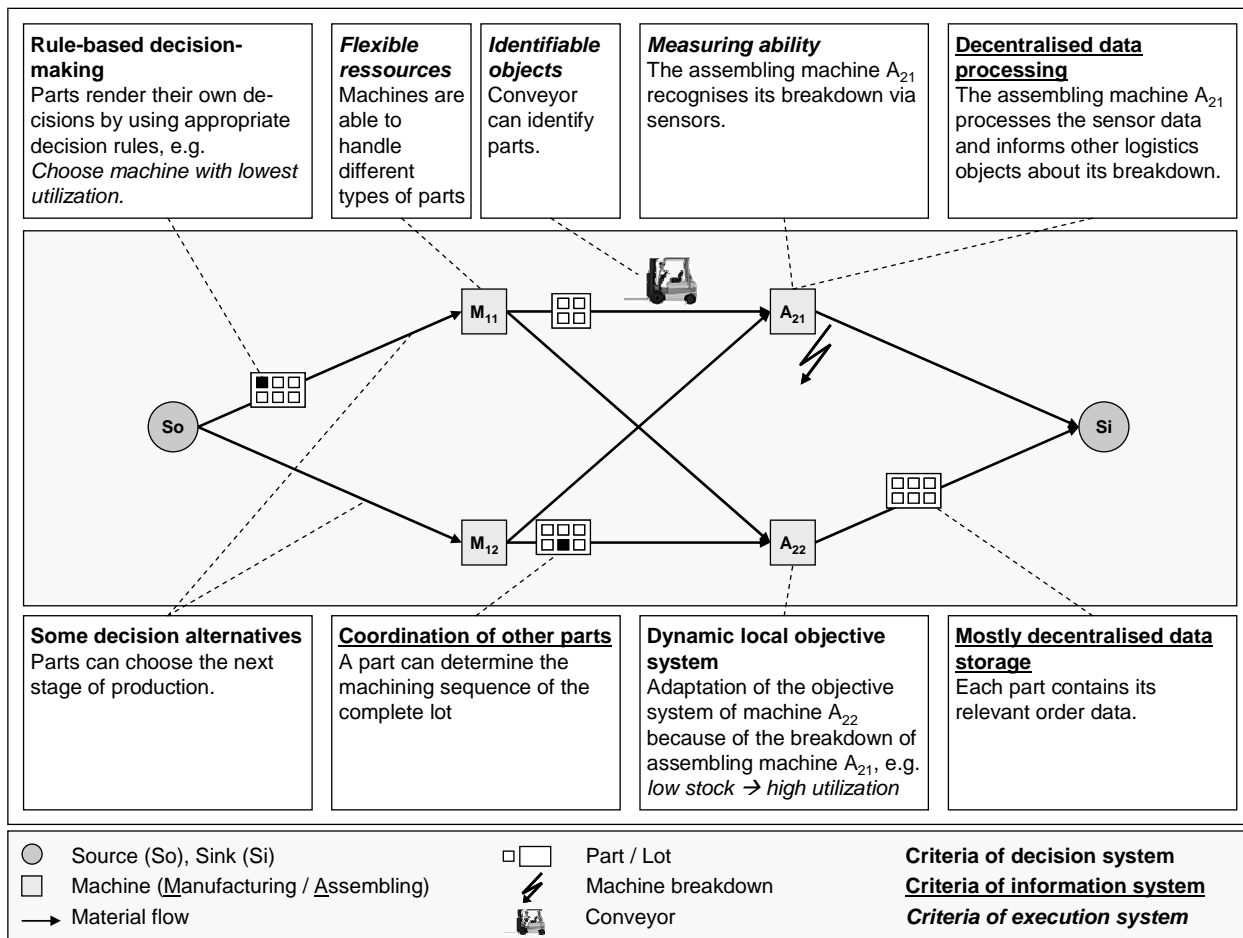 Rule-based decision-
making
Parts render their own de-
cisions by using appropriate
decision rules, e.g.
Choose machine with lowest
utilization.
Flexible
ressources
Machines are
able to
handle
different
types of parts
Identifiable
objects
Conveyor
can identify
parts.
Measuring ability
The assembling machine A21
recognises its breakdown via
sensors.
Decentralised data
processing
The assembling machine A21
processes the sensor data
and informs other logistics
objects about its breakdown.
M11
A21
So
Si
M12
A22
Some decision alternatives
Parts can choose the next
stage of production.
Coordination of other parts
A part can determine the
machining sequence of the
complete lot
Dynamic local objective
system
Adaptation of the objective
system of machine A22
because of the breakdown of
assembling machine A21, e.g.
low stock → high utilization
Mostly decentralised data
storage
Each part contains its
relevant order data.
Source (So), Sink (Si)
Machine (Manufacturing / Assembling)
Material flow
Part / Lot
Machine breakdown
Conveyor
Criteria of decision system
Criteria of information system
Criteria of execution system